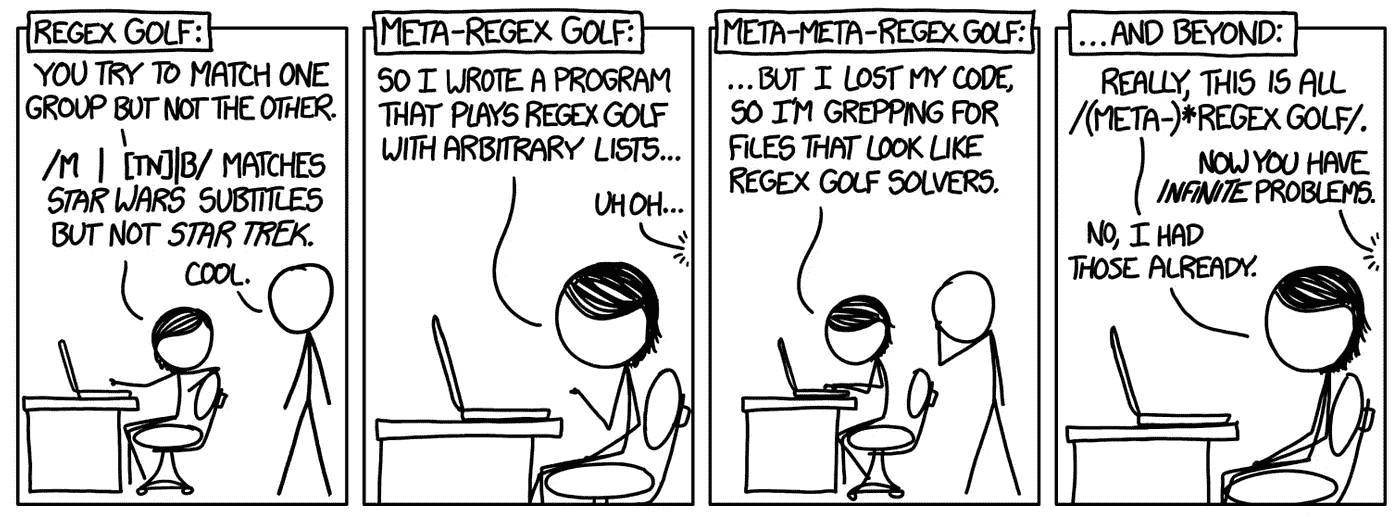 REGEX GOLF:
YOU TRY TO MATCH ONE
GROUP BUT NOT THE OTHER.
/M | [TN]|B/ MATCHES
STAR WARS SUBTITLES
BUT NOT STAR TREK.
COOL.
META-REGEX GOLF:
SO I WROTE A PROGRAM
THAT PLAYS REGEX GOLF
WITH ARBITRARY LISTS...
UH OH...
META-META-REGEX GOLF:
...BUT I LOST MY CODE,
SO I'M GREPPING FOR
FILES THAT LOOK LIKE
REGEX GOLF SOLVERS.
...AND BEYOND:
REALLY, THIS IS ALL
/(META-)*REGEX GOLF/.
NOW YOU HAVE
INFINITE PROBLEMS.
NO, I HAD
THOSE ALREADY.